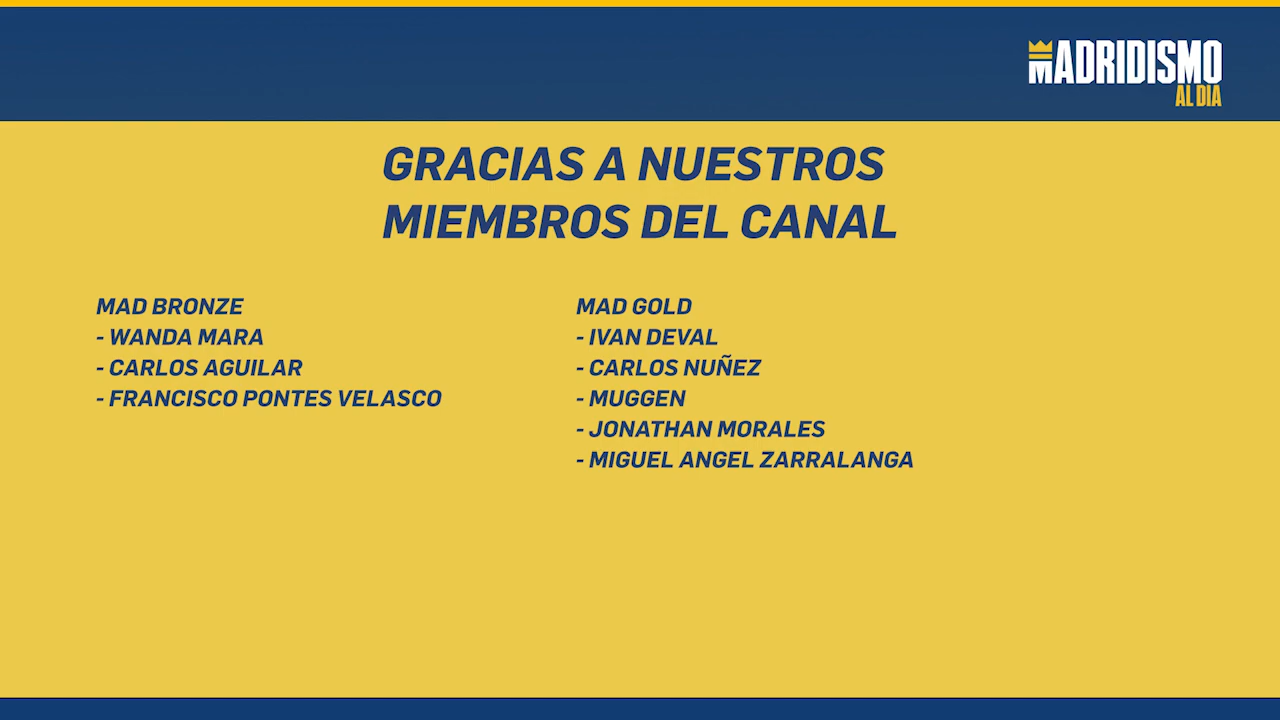 MADRIDISMO
AL DIA
GRACIAS A NUESTROS
MIEMBROS DEL CANAL
MAD BRONZE
- WANDA MARA
- CARLOS AGUILAR
- FRANCISCO PONTES VELASCO
MAD GOLD
- IVAN DEVAL
- CARLOS NUÑEZ
- MUGGEN
- JONATHAN MORALES
- MIGUEL ANGEL ZARRALANGA